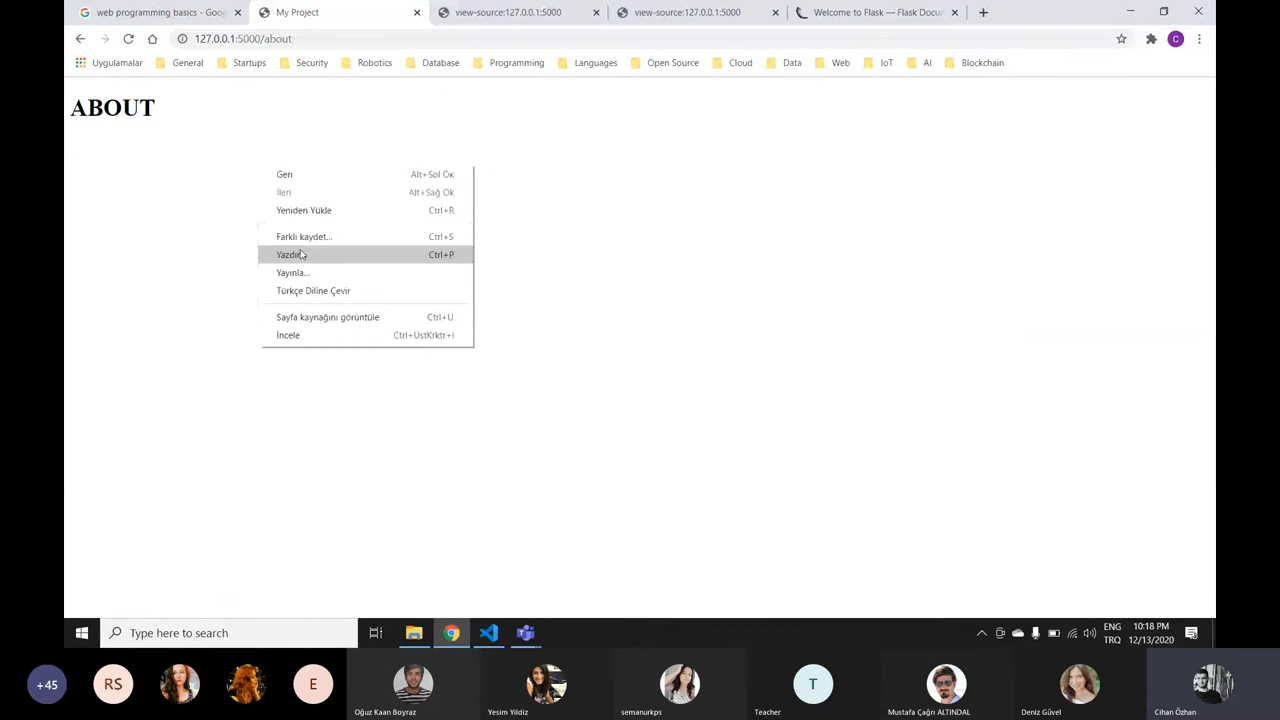 web programming basics - Goog
My Project
view-source:127.0.0.1:5000
view-source:127.0.0.1:5000
Welcome to Flask — Flask Docu
127.0.0.1:5000/about
C
Uygulamalar
General
Startups
Security
Robotics
Database
Programming
Languages
Open Source
Cloud
Data
Web
IoT
AI
Blockchain
ABOUT
Geri Alt+Sol Ok
İleri Alt+Sağ Ok
Yeniden Yükle Ctrl+R
Farklı kaydet... Ctrl+S
Yazdır... Ctrl+P
Yayınla...
Türkçe Diline Çevir
Sayfa kaynağını görüntüle Ctrl+U
İncele Ctrl+ÜstKrktr+I
Type here to search
ENG
TRQ
10:18 PM
12/13/2020
+45
RS
E
T
Oğuz Kaan Boyraz
Yesim Yildiz
semanurkps
Teacher
Mustafa Çağrı ALTINDAL
Deniz Güvel
Cihan Özhan